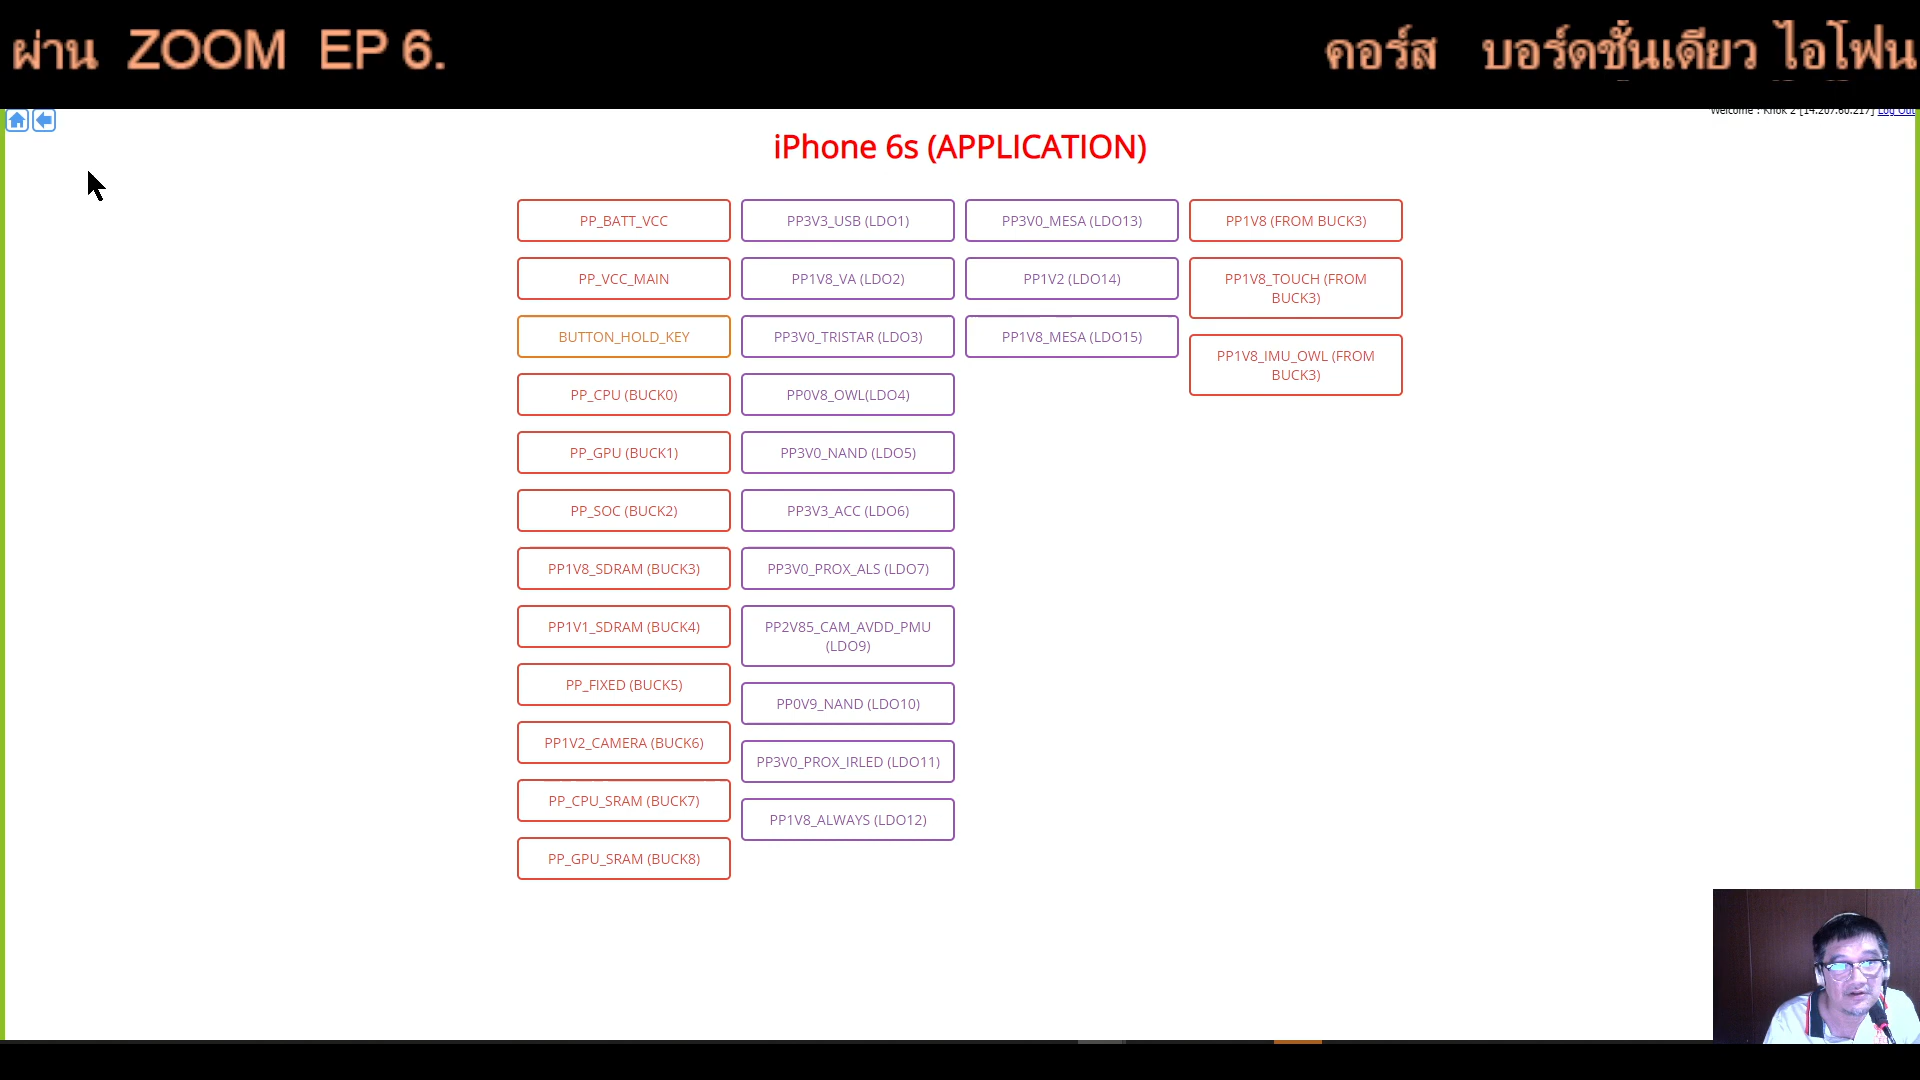 ผ่าน ZOOM EP 6.
คอร์ส บอร์ดชั้นเดียว ไอโฟน
Log Out
iPhone 6s (APPLICATION)
PP_BATT_VCC
PP_VCC_MAIN
BUTTON_HOLD_KEY
PP_CPU (BUCK0)
PP_GPU (BUCK1)
PP_SOC (BUCK2)
PP1V8_SDRAM (BUCK3)
PP1V1_SDRAM (BUCK4)
PP_FIXED (BUCK5)
PP1V2_CAMERA (BUCK6)
PP_CPU_SRAM (BUCK7)
PP_GPU_SRAM (BUCK8)
PP3V3_USB (LDO1)
PP1V8_VA (LDO2)
PP3V0_TRISTAR (LDO3)
PP0V8_OWL(LDO4)
PP3V0_NAND (LDO5)
PP3V3_ACC (LDO6)
PP3V0_PROX_ALS (LDO7)
PP2V85_CAM_AVDD_PMU
(LDO9)
PP0V9_NAND (LDO10)
PP3V0_PROX_IRLED (LDO11)
PP1V8_ALWAYS (LDO12)
PP3V0_MESA (LDO13)
PP1V2 (LDO14)
PP1V8_MESA (LDO15)
PP1V8 (FROM BUCK3)
PP1V8_TOUCH (FROM
BUCK3)
PP1V8_IMU_OWL (FROM
BUCK3)